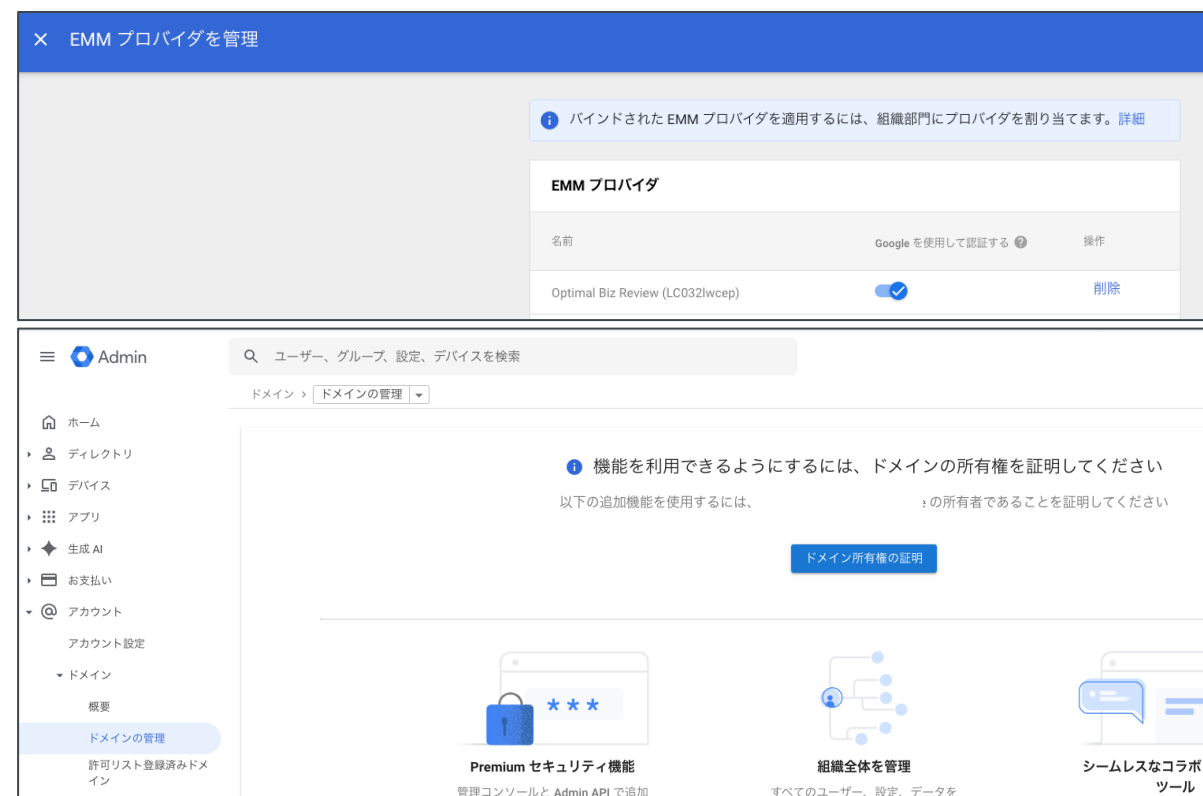 EMM プロバイダを管理
バインドされた EMM プロバイダを適用するには、組織部門にプロバイダを割り当てます。詳細
EMM プロバイダ
名前 Google を使用して認証する 操作
Optimal Biz Review (LC032lwcep) 削除
Admin
ユーザー、グループ、設定、デバイスを検索
ドメイン › ドメインの管理
ホーム
ディレクトリ
デバイス
アプリ
生成 AI
お支払い
アカウント
アカウント設定
ドメイン
概要
ドメインの管理
許可リスト登録済みドメ
イン
機能を利用できるようにするには、ドメインの所有権を証明してください
以下の追加機能を使用するには、 の所有者であることを証明してください
ドメイン所有権の証明
Premium セキュリティ機能
管理コンソールと Admin API で追加
組織全体を管理
すべてのユーザー、設定、データを
シームレスなコラボ
ツール